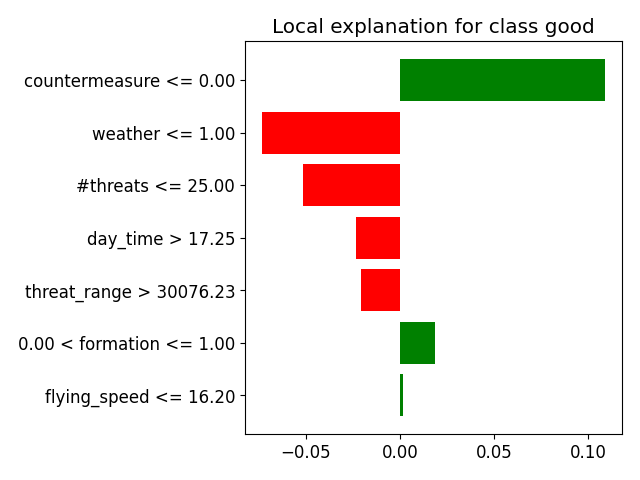 Local explanation for class good
countermeasure <= 0.00
weather <= 1.00
#threats <= 25.00
day_time > 17.25
threat_range > 30076.23
0.00 < formation <= 1.00
flying_speed <= 16.20
−0.05 0.00 0.05 0.10